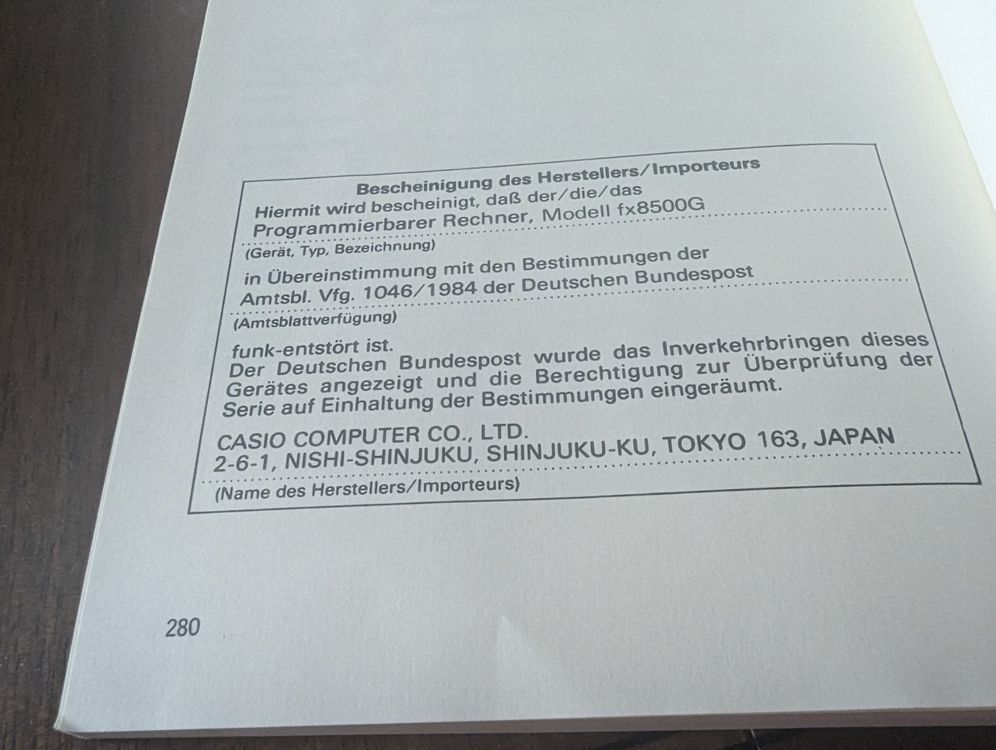 Bescheinigung des Herstellers/Importeurs
Hiermit wird bescheinigt, daß der/die/das
Programmierbarer Rechner, Modell fx8500G
(Gerät, Typ, Bezeichnung)
in Übereinstimmung mit den Bestimmungen der
Amtsbl. Vfg. 1046/1984 der Deutschen Bundespost
(Amtsblattverfügung)
funk-entstört ist.
Der Deutschen Bundespost wurde das Inverkehrbringen dieses
Gerätes angezeigt und die Berechtigung zur Überprüfung der
Serie auf Einhaltung der Bestimmungen eingeräumt.
CASIO COMPUTER CO., LTD.
2-6-1, NISHI-SHINJUKU, SHINJUKU-KU, TOKYO 163, JAPAN
(Name des Herstellers/Importeurs)
280